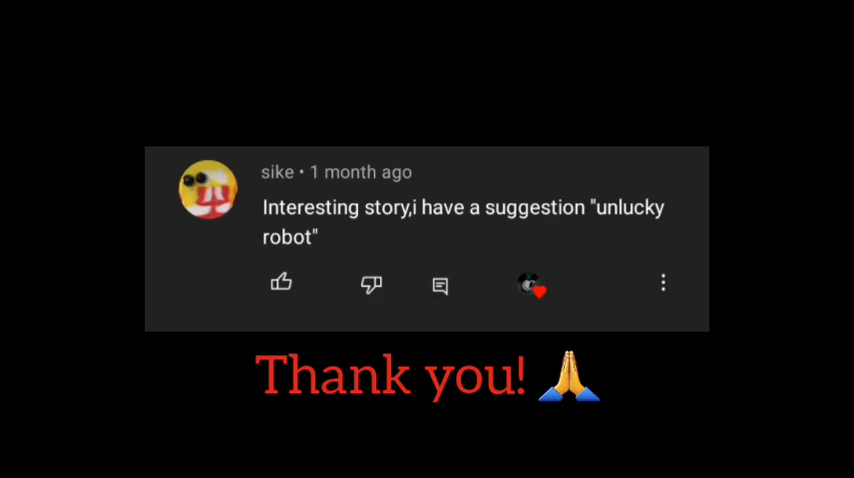 sike • 1 month ago
Interesting story,i have a suggestion "unlucky
robot"
Thank you! 🙏